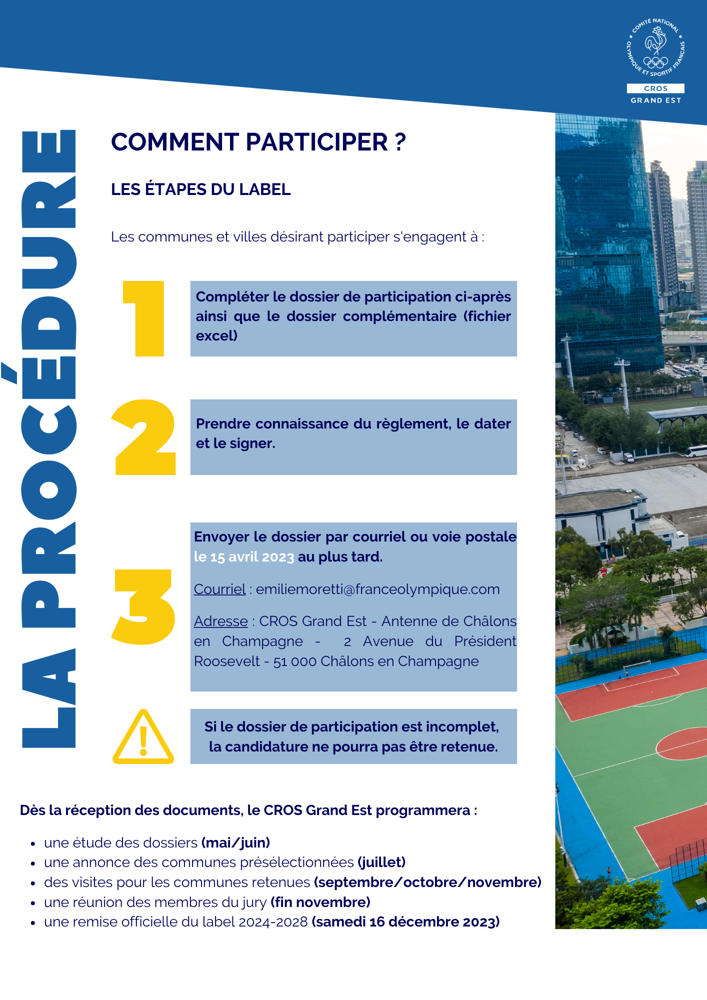 COMITÉ NATIONAL
OLYMPIQUE ET SPORTIF FRANÇAIS
CROS
GRAND EST
LA PROCÉDURE
COMMENT PARTICIPER ?
LES ÉTAPES DU LABEL
Les communes et villes désirant participer s'engagent à :
1
Compléter le dossier de participation ci-après
ainsi que le dossier complémentaire (fichier
excel)
2
Prendre connaissance du règlement, le dater
et le signer.
3
Envoyer le dossier par courriel ou voie postale
le 15 avril 2023 au plus tard.
Courriel : emiliemoretti@franceolympique.com
Adresse : CROS Grand Est - Antenne de Châlons
en Champagne - 2 Avenue du Président
Roosevelt - 51 000 Châlons en Champagne
Si le dossier de participation est incomplet,
la candidature ne pourra pas être retenue.
Dès la réception des documents, le CROS Grand Est programmera :
• une étude des dossiers (mai/juin)
• une annonce des communes présélectionnées (juillet)
• des visites pour les communes retenues (septembre/octobre/novembre)
• une réunion des membres du jury (fin novembre)
• une remise officielle du label 2024-2028 (samedi 16 décembre 2023)